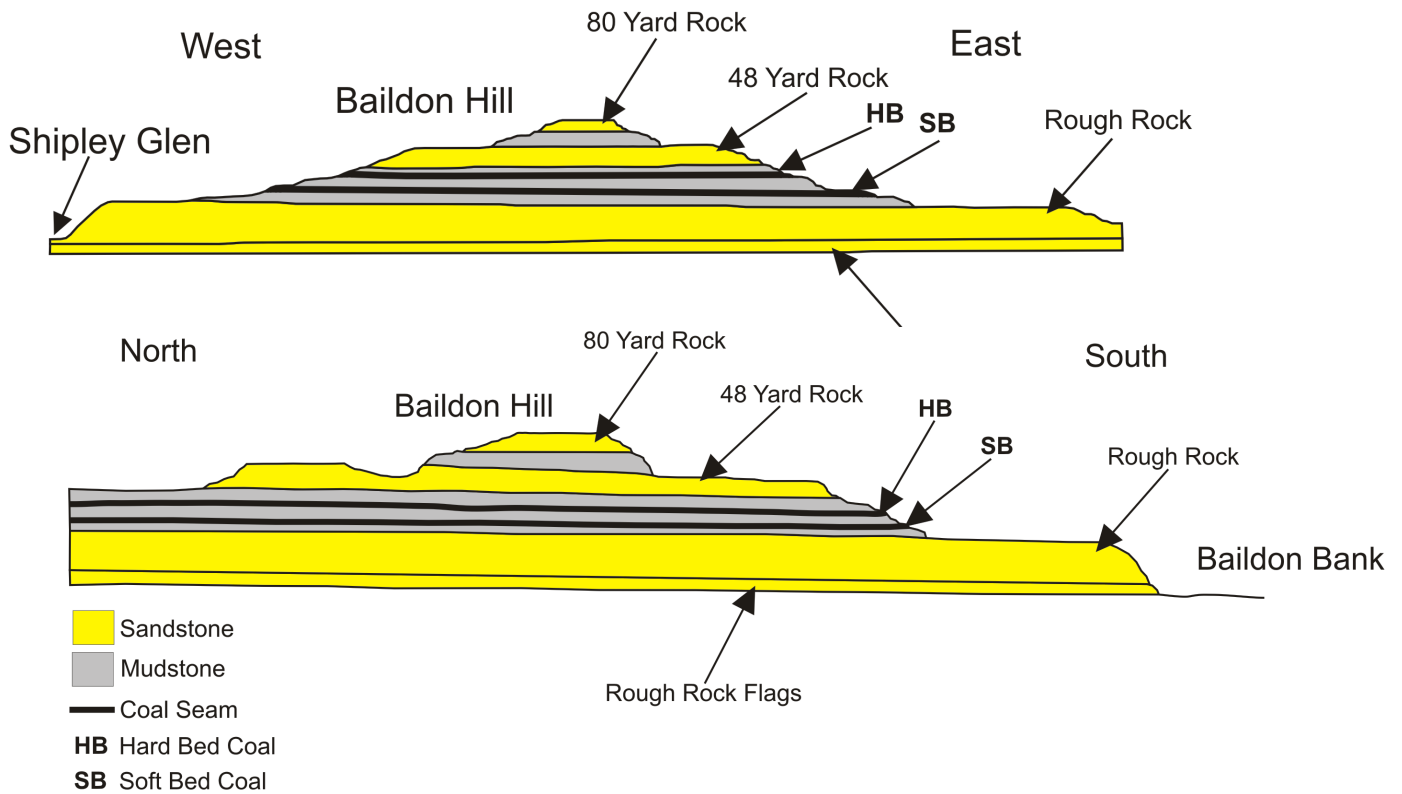 80 Yard Rock
West
East
48 Yard Rock
Baildon Hill
HB
SB
Rough Rock
Shipley Glen
80 Yard Rock
North
South
48 Yard Rock
Baildon Hill
HB
SB
Rough Rock
Baildon Bank
Sandstone
Mudstone
Rough Rock Flags
Coal Seam
HB Hard Bed Coal
SB Soft Bed Coal